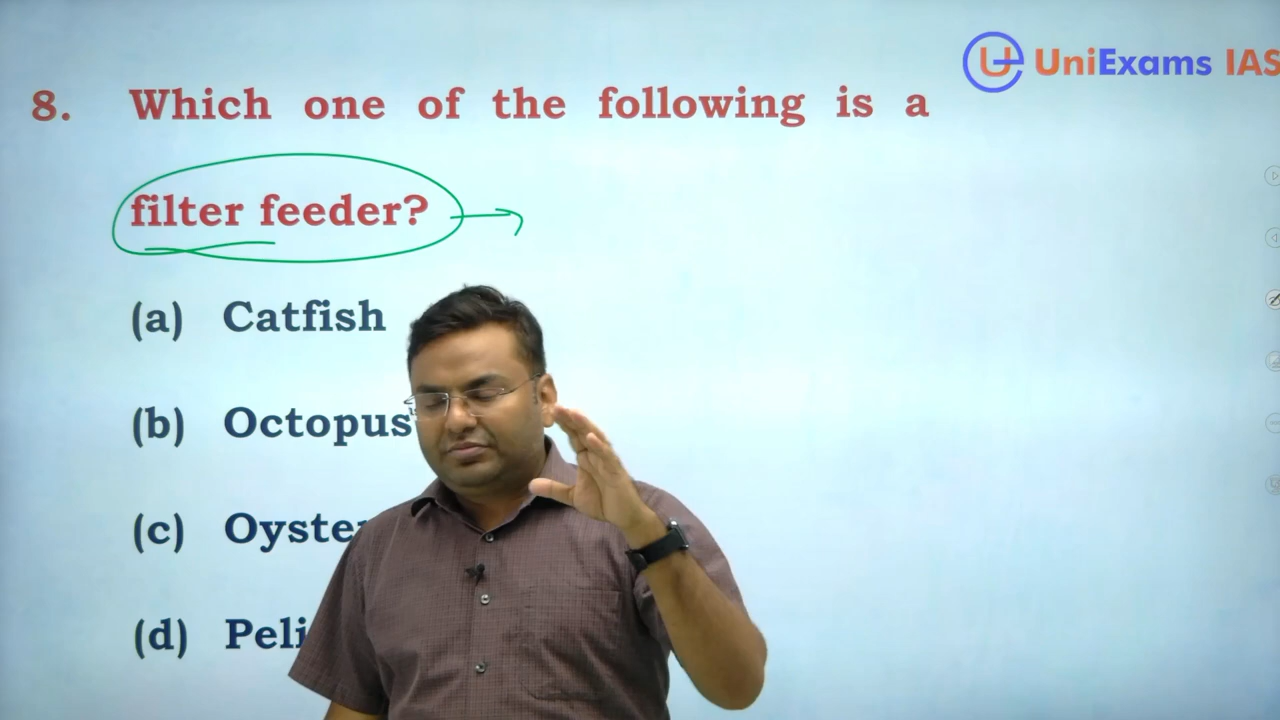 UniExams IAS
8. Which one of the following is a
filter feeder?
(a) Catfish
(b) Octopus
(c)
(d)